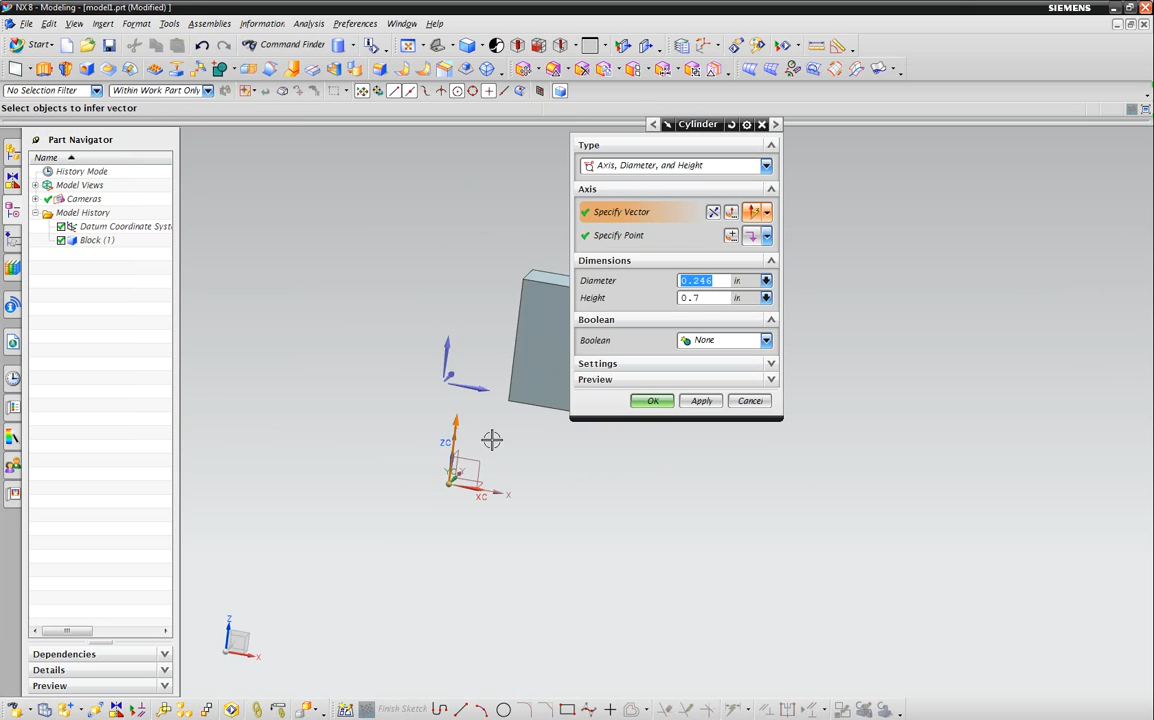 NX 8 - Modeling - [model1.prt (Modified) ]
SIEMENS
File Edit View Insert Format Tools Assemblies Information Analysis Preferences Window Help
Start Command Finder
No Selection Filter Within Work Part Only
Select objects to infer vector
Part Navigator
Name
History Mode
Model Views
Cameras
Model History
Datum Coordinate Syst
Block (1)
Dependencies
Details
Preview
Cylinder
Type
Axis, Diameter, and Height
Axis
Specify Vector
Specify Point
Dimensions
Diameter 0.246 in
Height 0.7 in
Boolean
Boolean None
Settings
Preview
OK Apply Cancel
ZC
XC X
Z
X
Finish Sketch